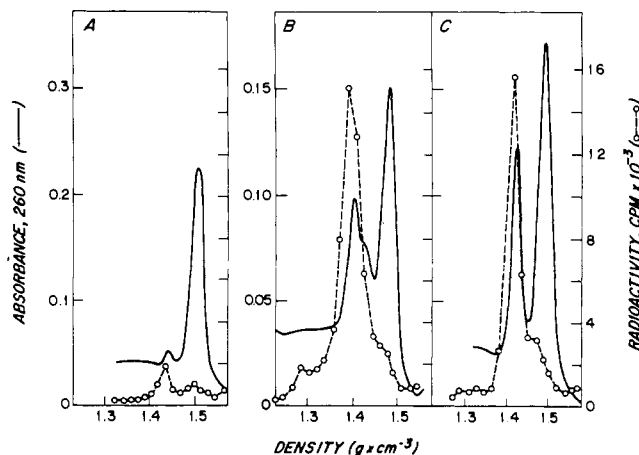 A
B
C
0.3
0.2
0.1
0
0.15
0.10
0.05
0
16
12
8
4
0
1.3 1.4 1.5
1.3 1.4 1.5
1.3 1.4 1.5
ABSORBANCE, 260 nm (——)
RADIOACTIVITY, CPM × 10⁻³ (o--o)
DENSITY (g x cm⁻³)